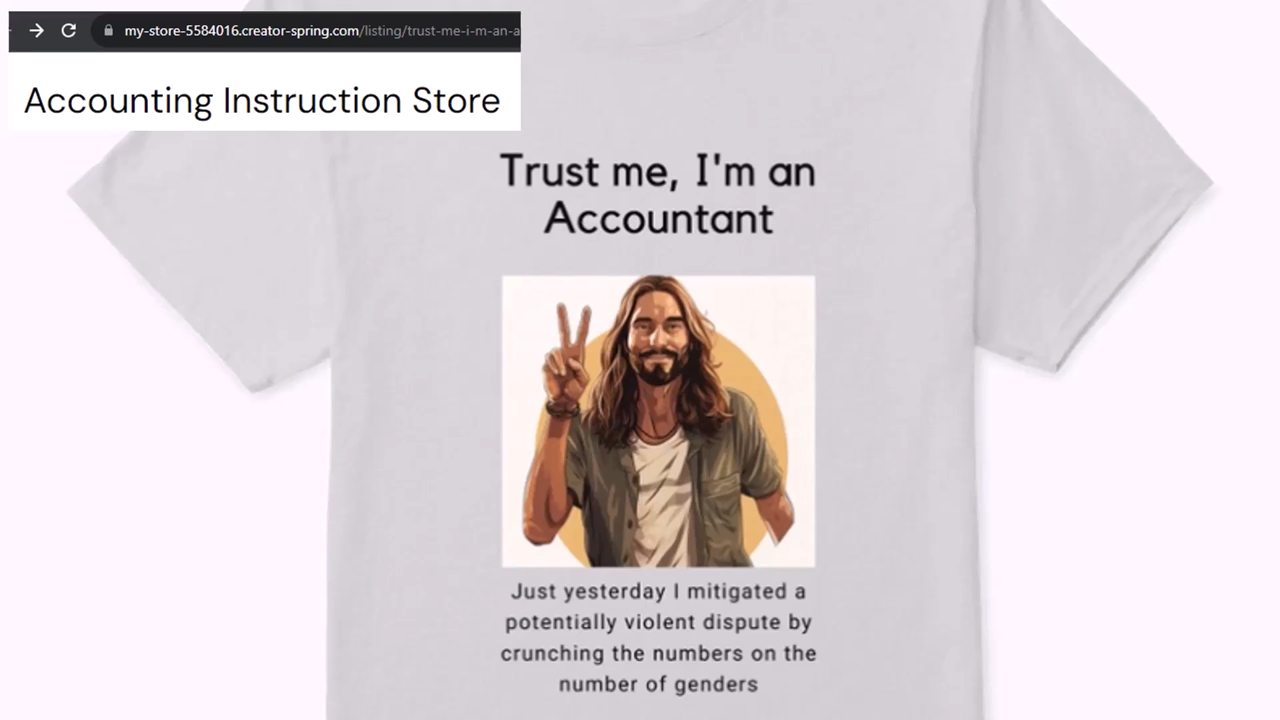 my-store-5584016.creator-spring.com/listing/trust-me-i-m-an-a
Accounting Instruction Store
Trust me, I'm an
Accountant
Just yesterday I mitigated a
potentially violent dispute by
crunching the numbers on the
number of genders